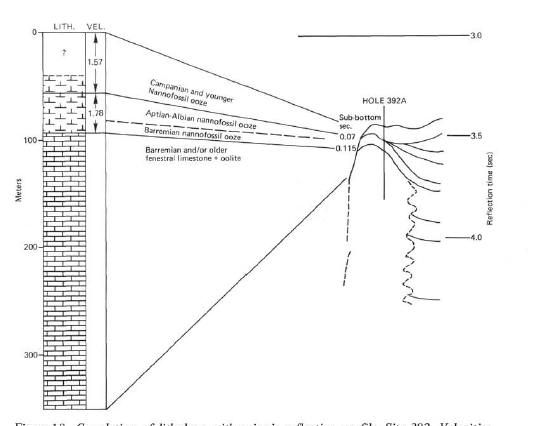 LITH. VEL.
0
3.0
?
1.57
HOLE 392A
Campanian and younger
Nannofossil ooze
Sub-bottom
sec.
1.78
Aptian-Albian nannofossil ooze
0.07
3.5
Barremian nannofossil ooze
100
0.115
Barremian and/or older
fenestral limestone + oolite
Meters
Reflection time (sec)
200
4.0
300